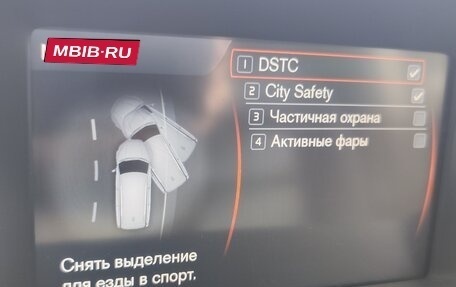 MBIB.RU
1 DSTC
2 City Safety
3 Частичная охрана
4 Активные фары
Снять выделение
для езды в спорт.